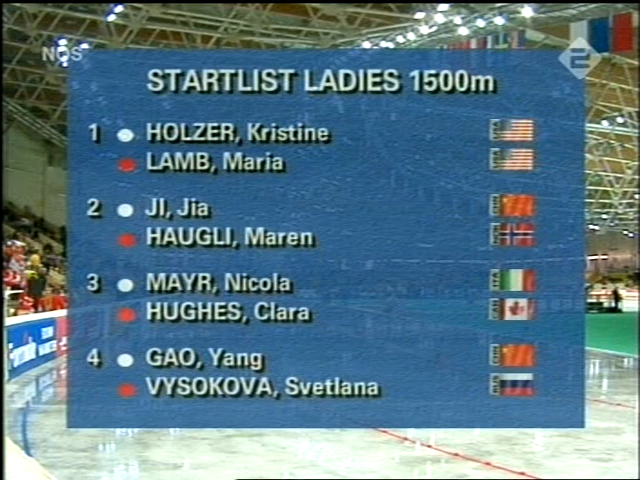 NOS
2
STARTLIST LADIES 1500m
1 HOLZER, Kristine
LAMB, Maria
2 JI, Jia
HAUGLI, Maren
3 MAYR, Nicola
HUGHES, Clara
4 GAO, Yang
VYSOKOVA, Svetlana